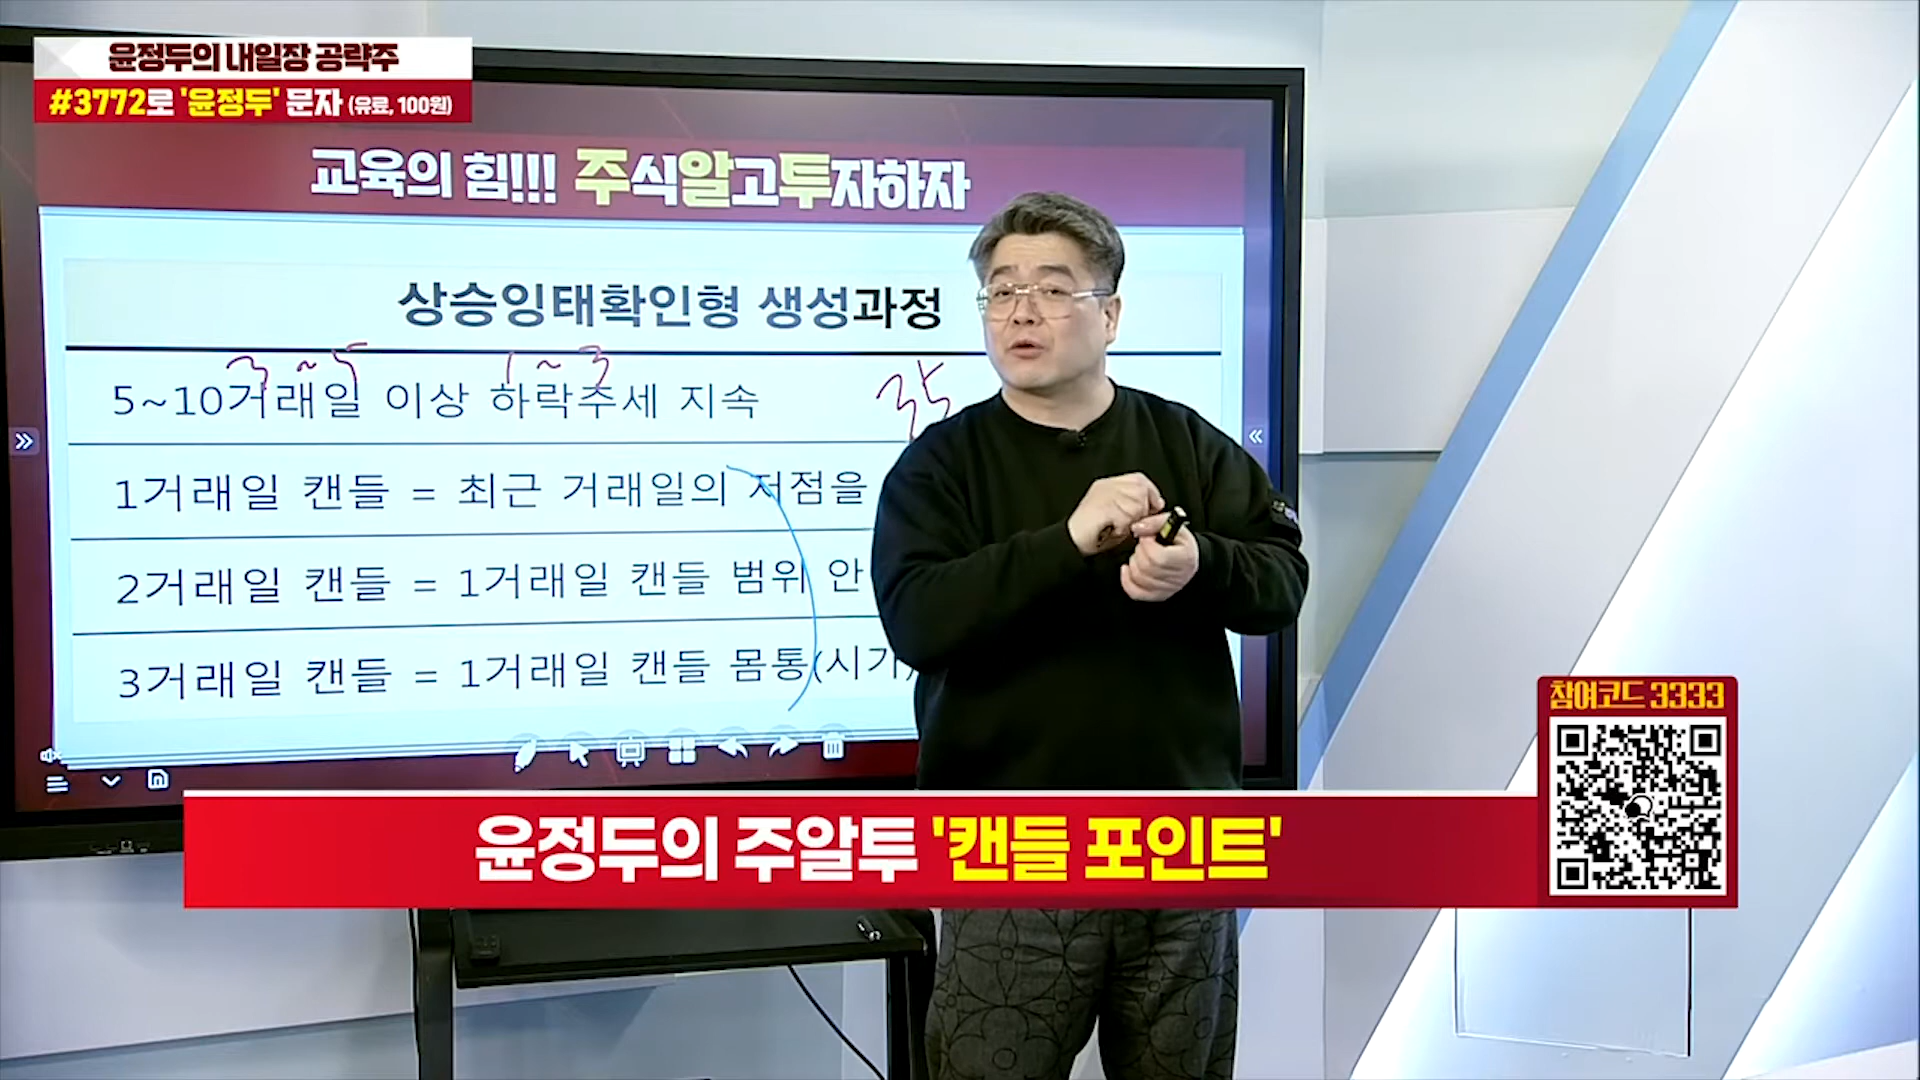 윤정두의 내일장 공략주
#3772로 '윤정두' 문자 (유료, 100원)
교육의 힘!!! 주식알고투자하자
상승잉태확인형 생성과정
3~5 1~3
35
5~10거래일 이상 하락추세 지속
1거래일 캔들 = 최근 거래일의 저점을
2거래일 캔들 = 1거래일 캔들 범위 안
3거래일 캔들 = 1거래일 캔들 몸통(시가
참여코드 3333
윤정두의 주알투 '캔들 포인트'